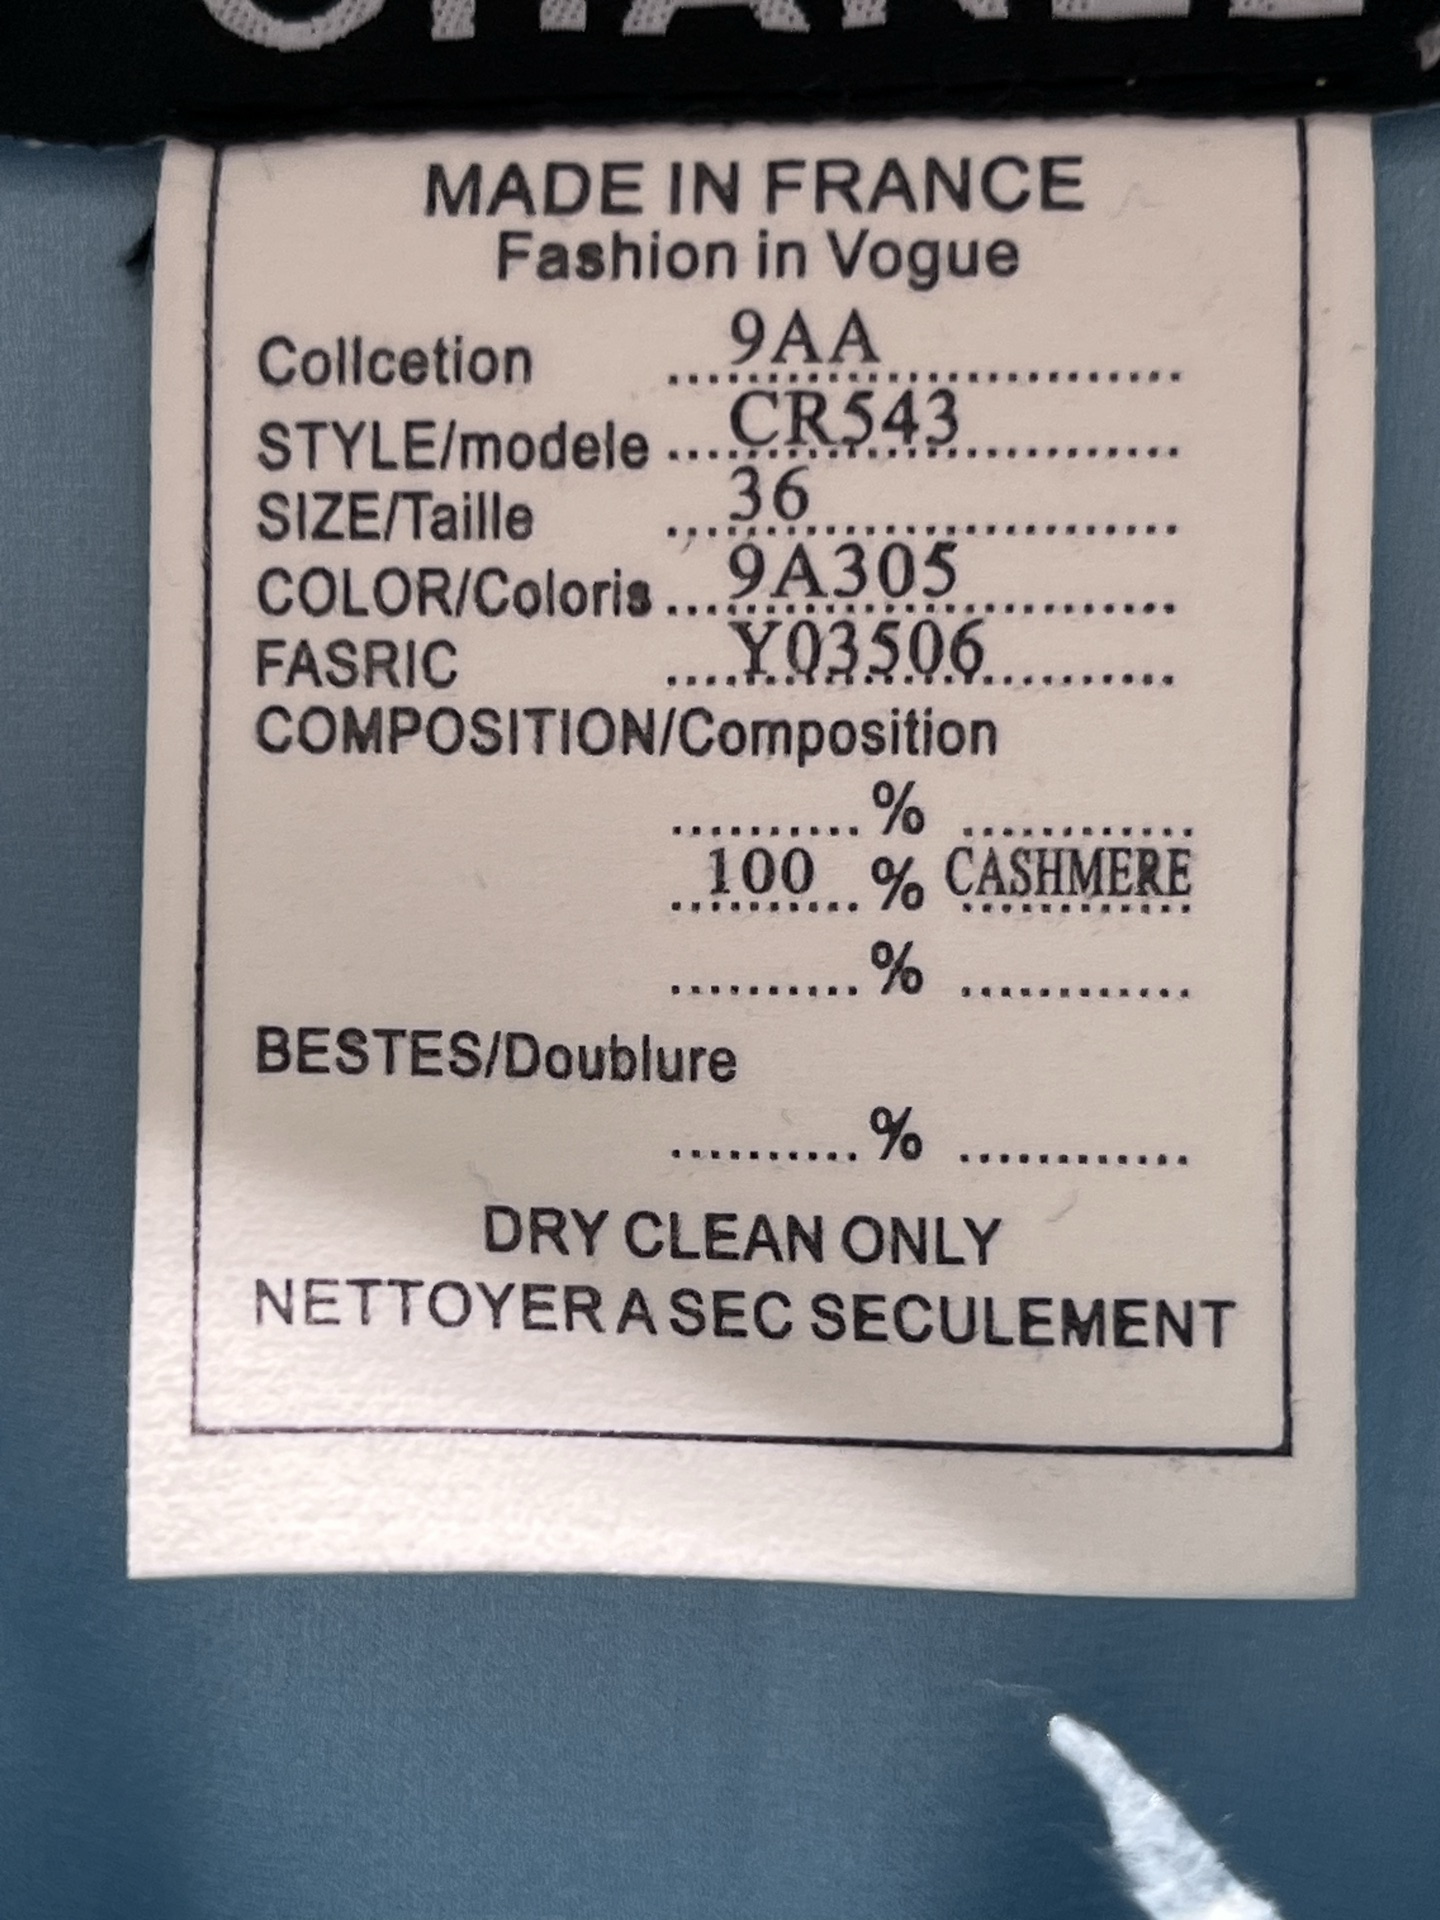 CHANEL
MADE IN FRANCE
Fashion in Vogue
Collcetion 9AA
STYLE/modele CR543
SIZE/Taille 36
COLOR/Coloris 9A305
FASRIC Y03506
COMPOSITION/Composition
%
100 % CASHMERE
%
BESTES/Doublure
%
DRY CLEAN ONLY
NETTOYER A SEC SECULEMENT